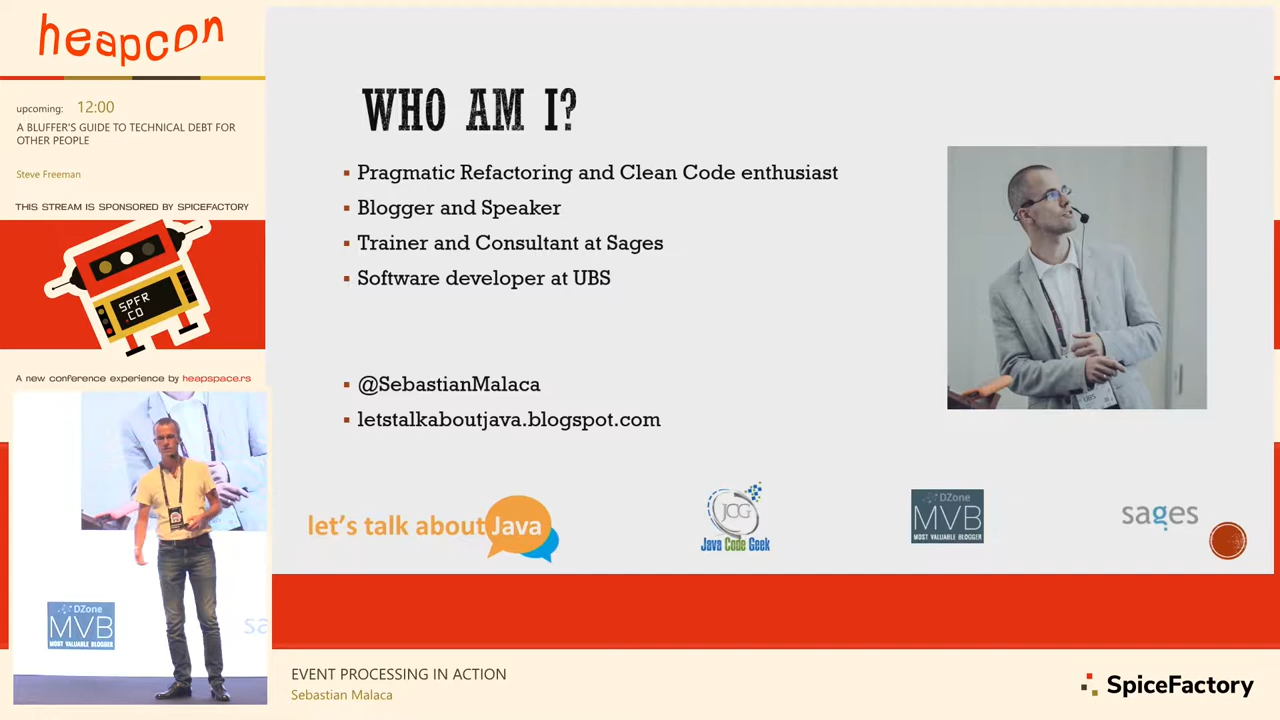 heapcon
upcoming: 12:00
A BLUFFER'S GUIDE TO TECHNICAL DEBT FOR
OTHER PEOPLE
Steve Freeman
THIS STREAM IS SPONSORED BY SPICEFACTORY
SPFR
.CO
A new conference experience by heapspace.rs
DZone
MVB
MOST VALUABLE BLOGGER
sa
WHO AM I?
▪ Pragmatic Refactoring and Clean Code enthusiast
▪ Blogger and Speaker
▪ Trainer and Consultant at Sages
▪ Software developer at UBS
▪ @SebastianMalaca
▪ letstalkaboutjava.blogspot.com
UBS
let's talk about Java
JCG
Java Code Geek
DZone
MVB
MOST VALUABLE BLOGGER
sages
EVENT PROCESSING IN ACTION
Sebastian Malaca
SpiceFactory